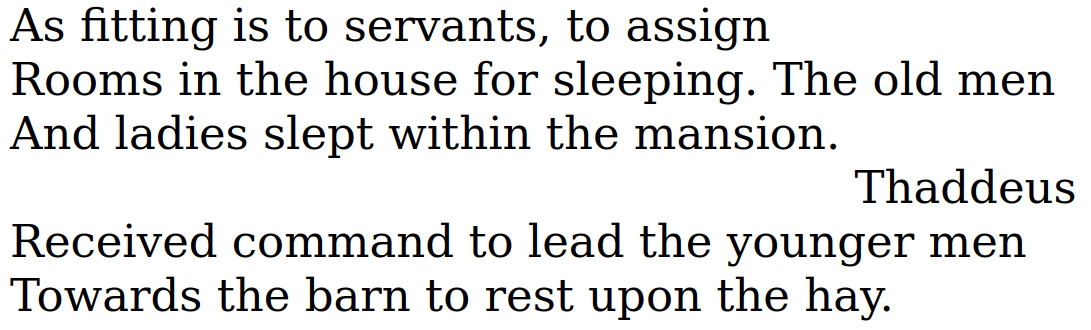 As fitting is to servants, to assign
Rooms in the house for sleeping. The old men
And ladies slept within the mansion.
Thaddeus
Received command to lead the younger men
Towards the barn to rest upon the hay.